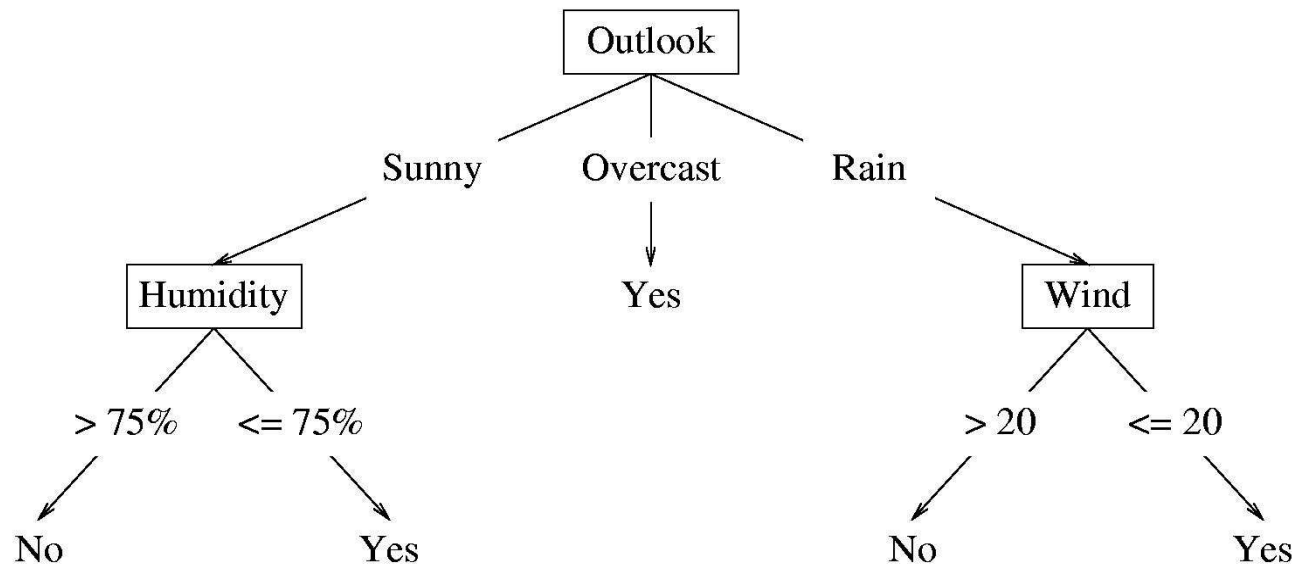 Outlook
Sunny Overcast Rain
Humidity Yes Wind
> 75% <= 75% > 20 <= 20
No Yes No Yes